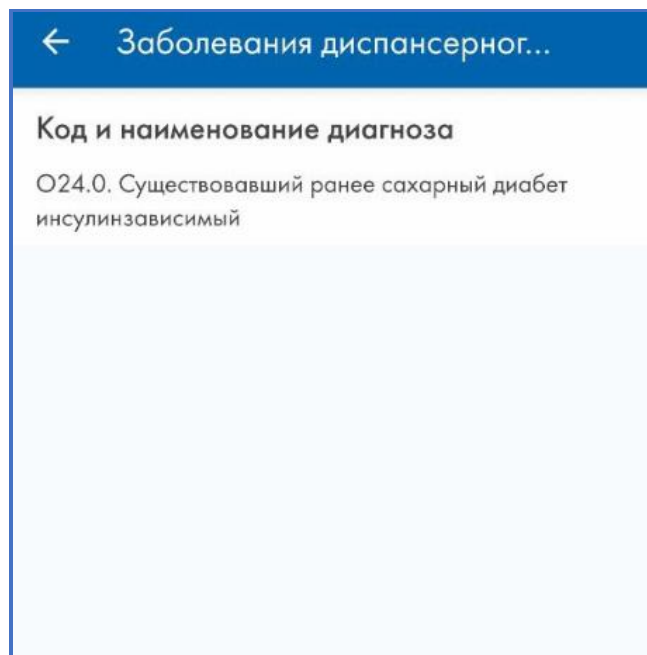 Заболевания диспансерног...
Код и наименование диагноза
O24.0. Существовавший ранее сахарный диабет
инсулинзависимый